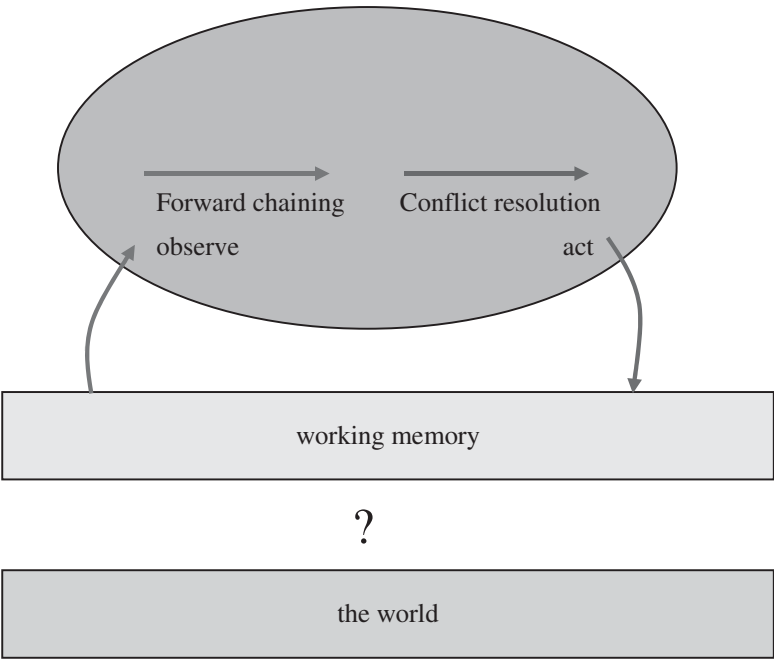 Forward chaining
Conflict resolution
observe
act
working memory
?
the world